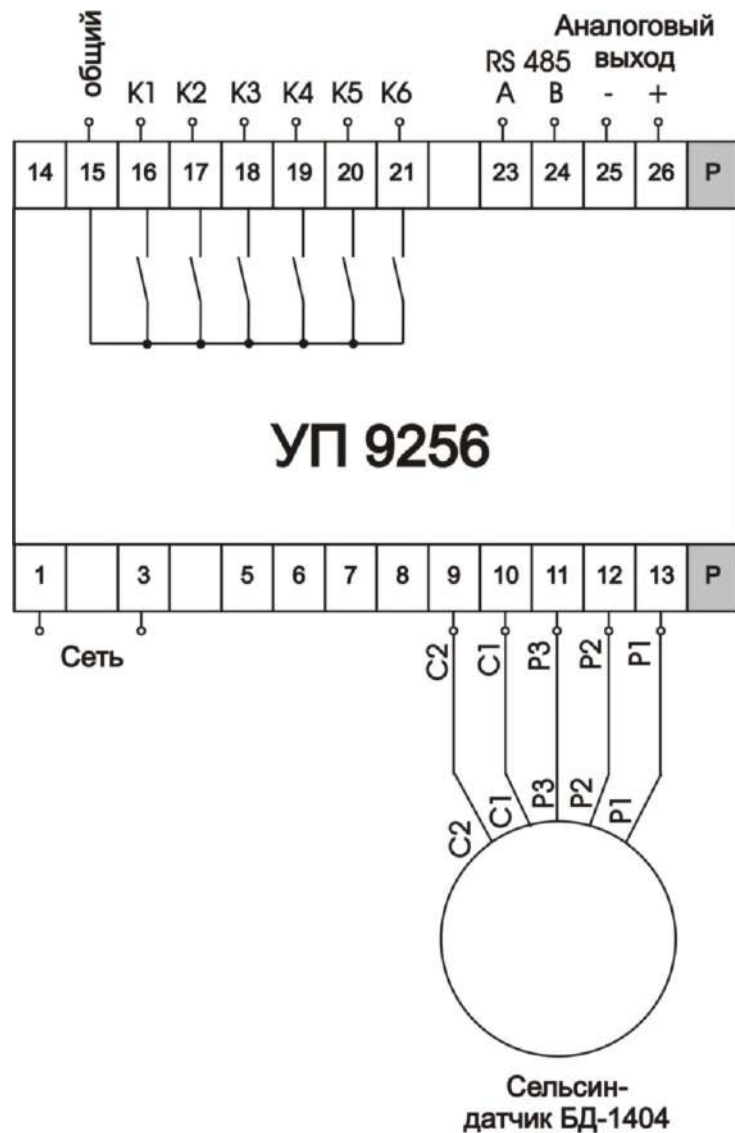 Аналоговый
общий
RS 485 выход
K1 K2 K3 K4 K5 K6 A B - +
14 15 16 17 18 19 20 21 23 24 25 26 P
УП 9256
1 3 5 6 7 8 9 10 11 12 13 P
Сеть
C2 C1 P3 P2 P1
C2 C1 P3 P2 P1
Сельсин-
датчик БД-1404